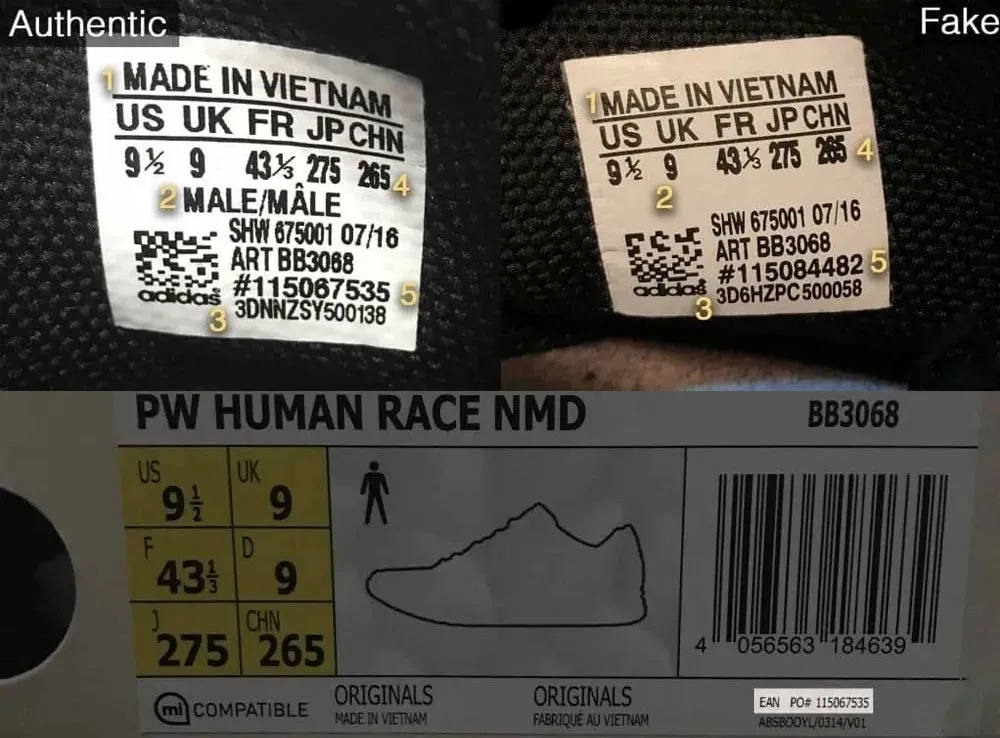 Authentic
1 MADE IN VIETNAM
US UK FR JP CHN
9½ 9 43⅓ 275 265 4
2 MALE/MÂLE
SHW 675001 07/16
ART BB3068
#115067535 5
adidas
3DNNZSY500138
3
Fake
1 MADE IN VIETNAM
US UK FR JP CHN
9½ 9 43⅓ 275 265 4
2
SHW 675001 07/16
ART BB3068
#115084482 5
adidas
3D6HZPC500058
3
PW HUMAN RACE NMD BB3068
US UK
9½ 9
F D
43⅓ 9
J CHN
275 265
4 056563 184639
mi COMPATIBLE
ORIGINALS
MADE IN VIETNAM
ORIGINALS
FABRIQUÉ AU VIETNAM
EAN PO# 115067535
ABSBOOYL/0314/V01